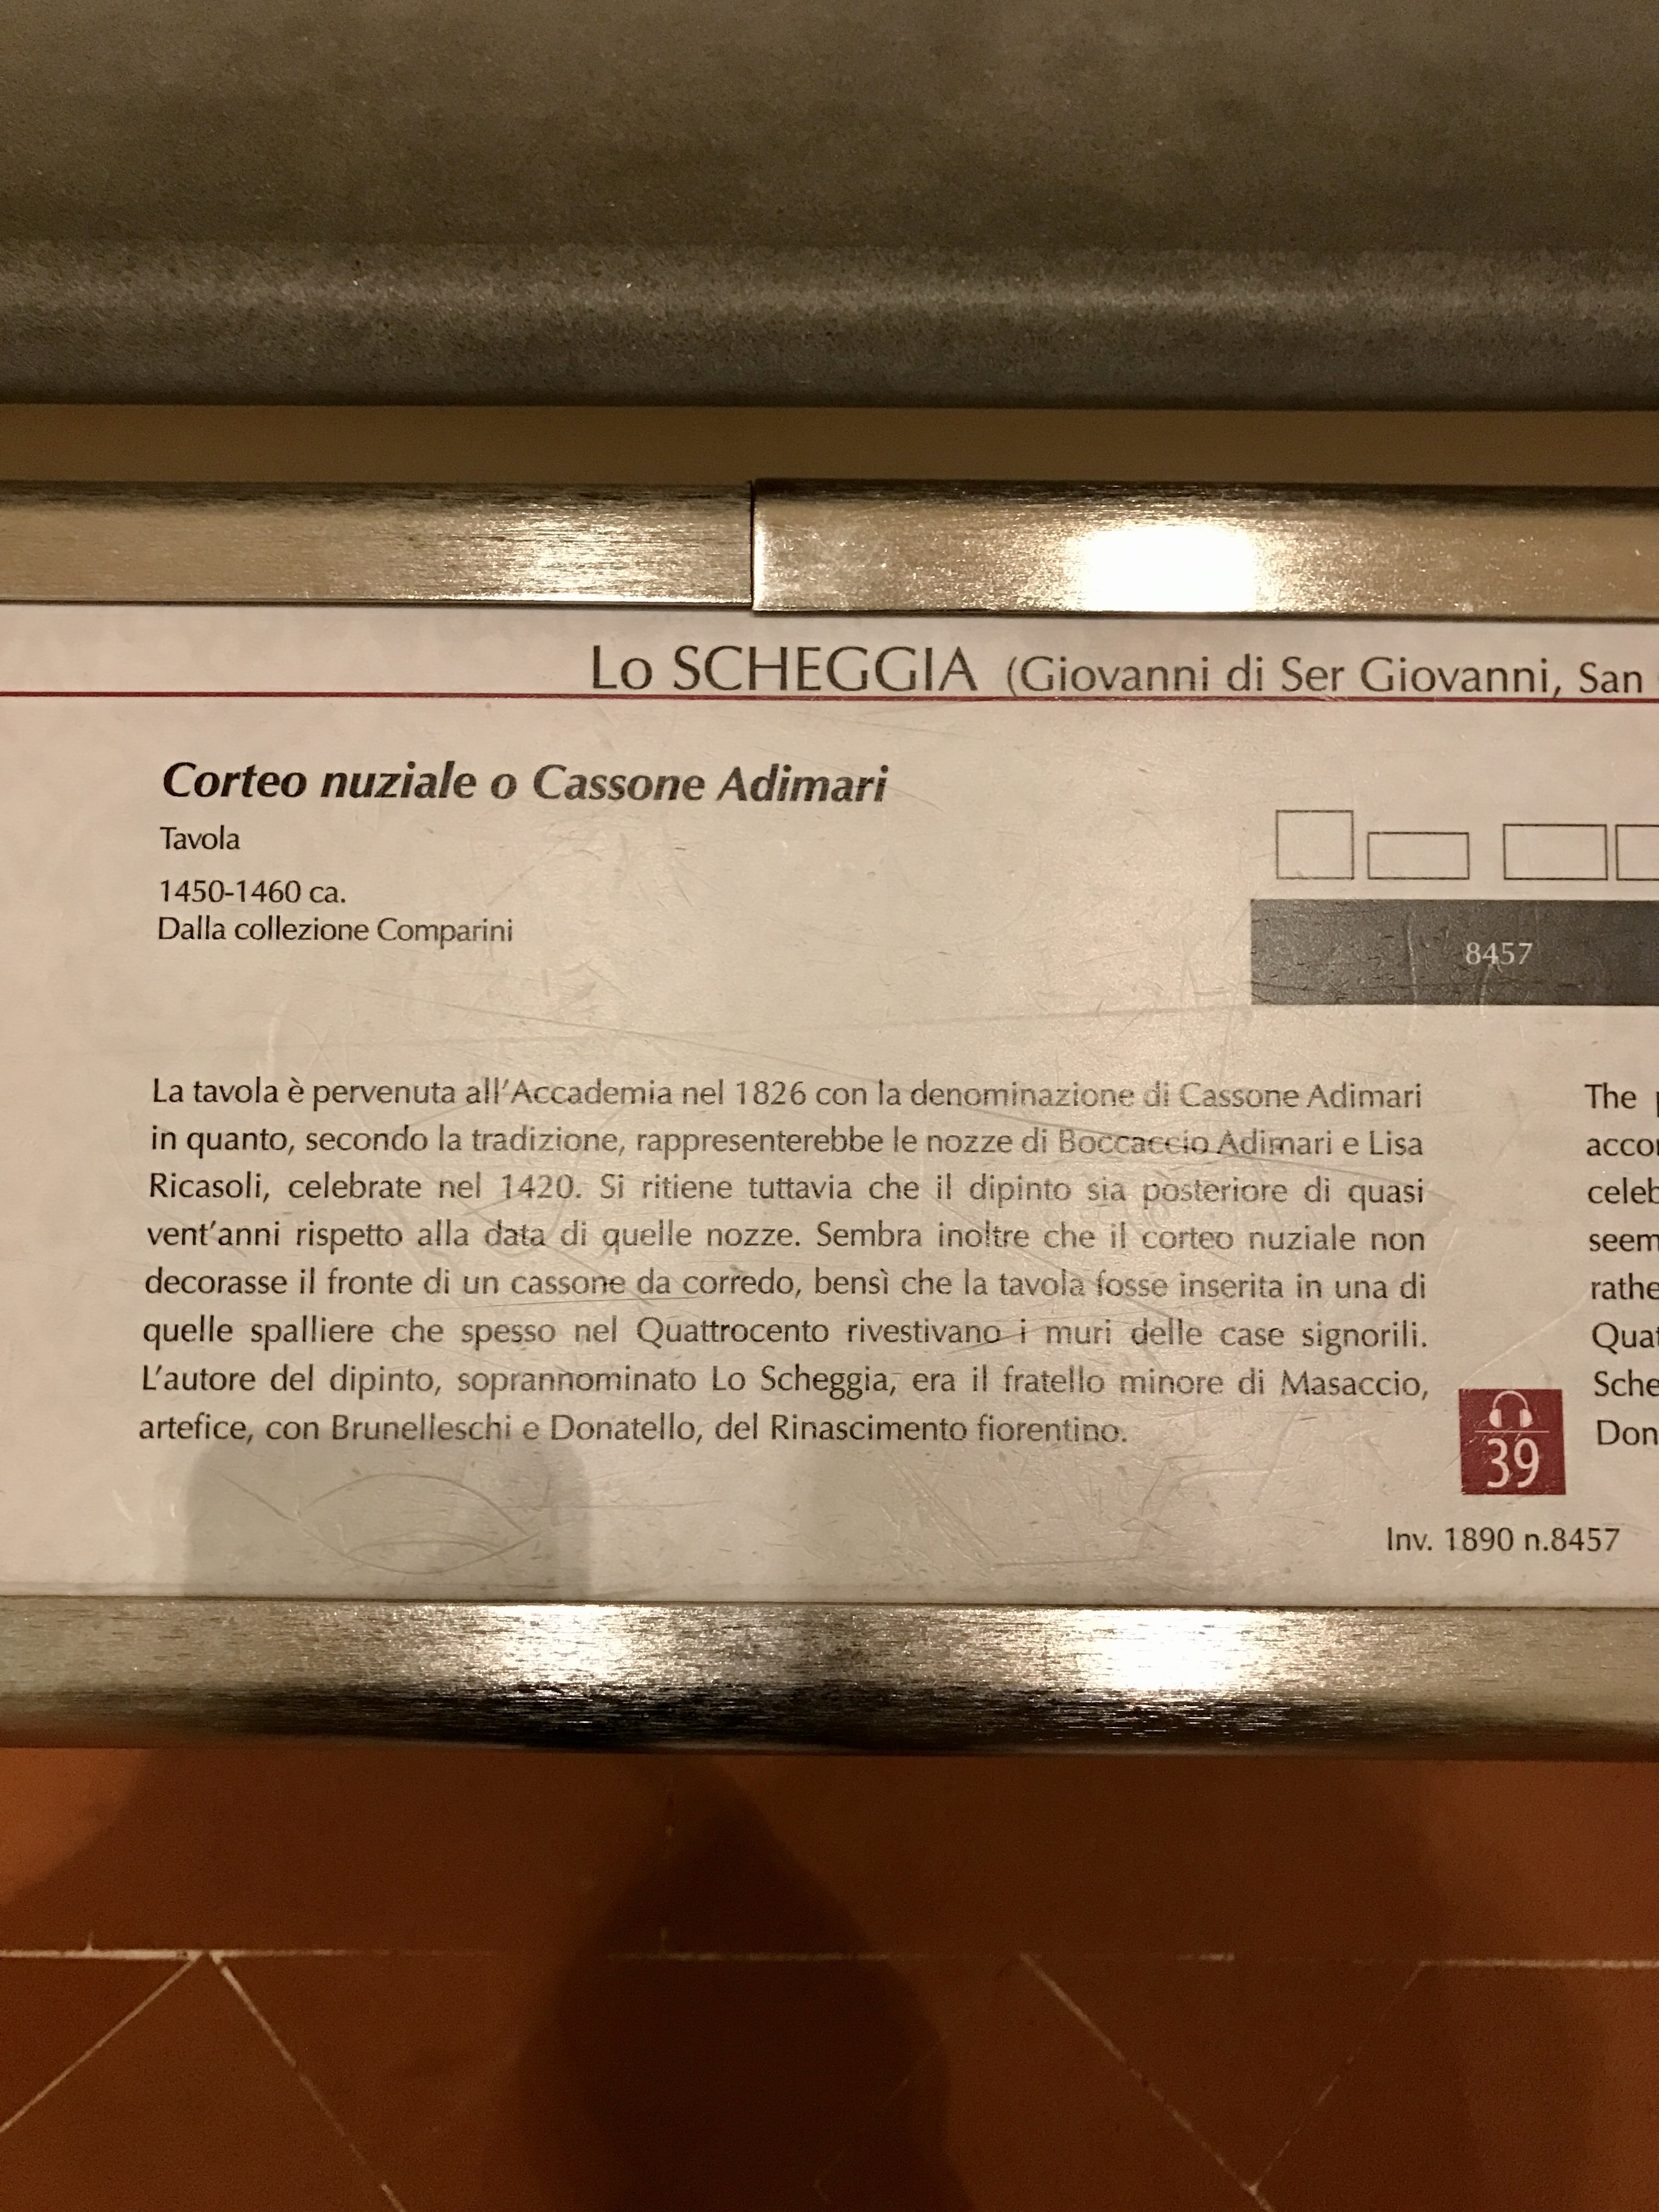 Lo SCHEGGIA (Giovanni di Ser Giovanni, San
Corteo nuziale o Cassone Adimari
Tavola
1450-1460 ca.
Dalla collezione Comparini
8457
La tavola è pervenuta all'Accademia nel 1826 con la denominazione di Cassone Adimari
in quanto, secondo la tradizione, rappresenterebbe le nozze di Boccaccio Adimari e Lisa
Ricasoli, celebrate nel 1420. Si ritiene tuttavia che il dipinto sia posteriore di quasi
vent'anni rispetto alla data di quelle nozze. Sembra inoltre che il corteo nuziale non
decorasse il fronte di un cassone da corredo, bensì che la tavola fosse inserita in una di
quelle spalliere che spesso nel Quattrocento rivestivano i muri delle case signorili.
L'autore del dipinto, soprannominato Lo Scheggia, era il fratello minore di Masaccio,
artefice, con Brunelleschi e Donatello, del Rinascimento fiorentino.
39
Inv. 1890 n.8457
The